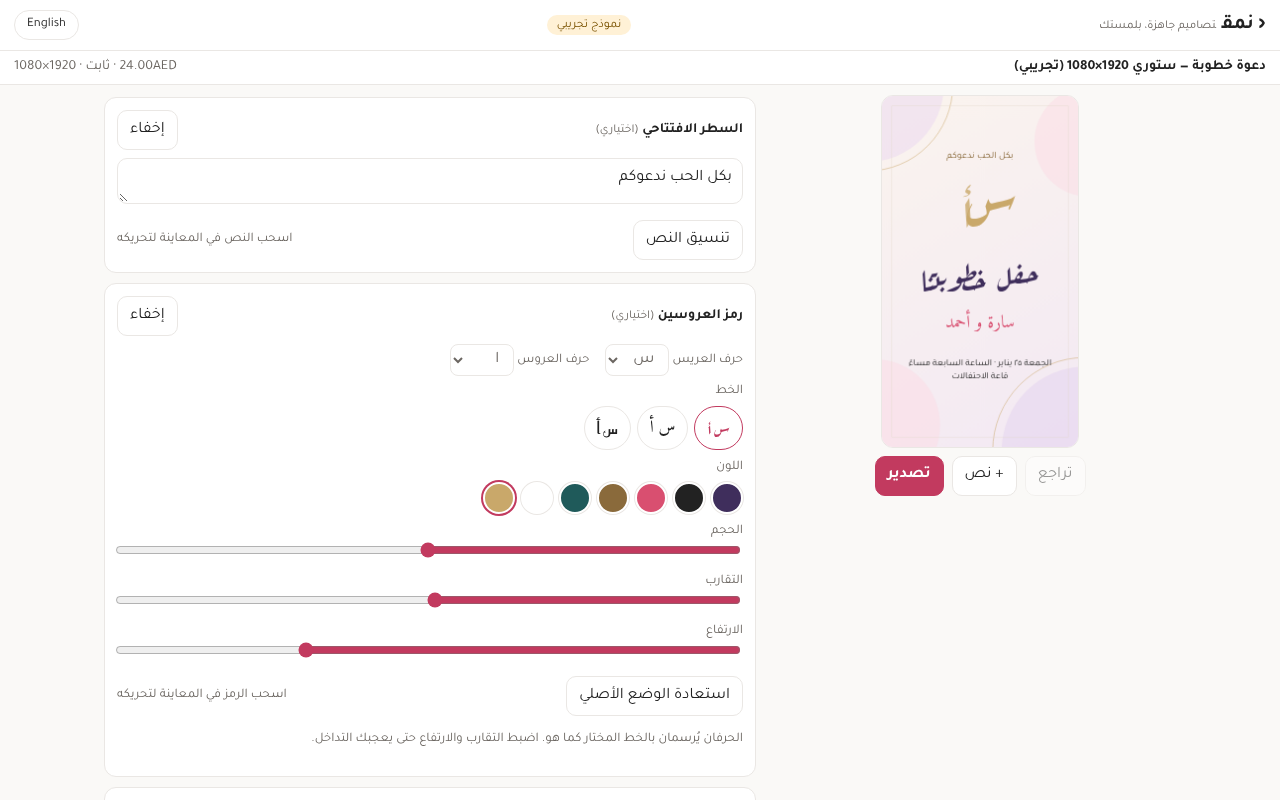 ‹ نمق تصاميم جاهزة، بلمستك
نموذج تجريبي
English
دعوة خطوبة — ستوري 1080×1920 (تجريبي)
24.00AED · ثابت · 1080×1920
بكل الحب ندعوكم
س أ
حفل خطوبتنا
سارة و أحمد
الجمعة ٢٥ يناير · الساعة السابعة مساءً
قاعة الاحتفالات
تراجع
+ نص
تصدير
السطر الافتتاحي (اختياري)
إخفاء
بكل الحب ندعوكم
تنسيق النص
اسحب النص في المعاينة لتحريكه
رمز العروسين (اختياري)
إخفاء
حرف العريس س حرف العروس ا
الخط
س أ س أ س أ
اللون
الحجم
التقارب
الارتفاع
استعادة الوضع الأصلي
اسحب الرمز في المعاينة لتحريكه
الحرفان يُرسمان بالخط المختار كما هو. اضبط التقارب والارتفاع حتى يعجبك التداخل.